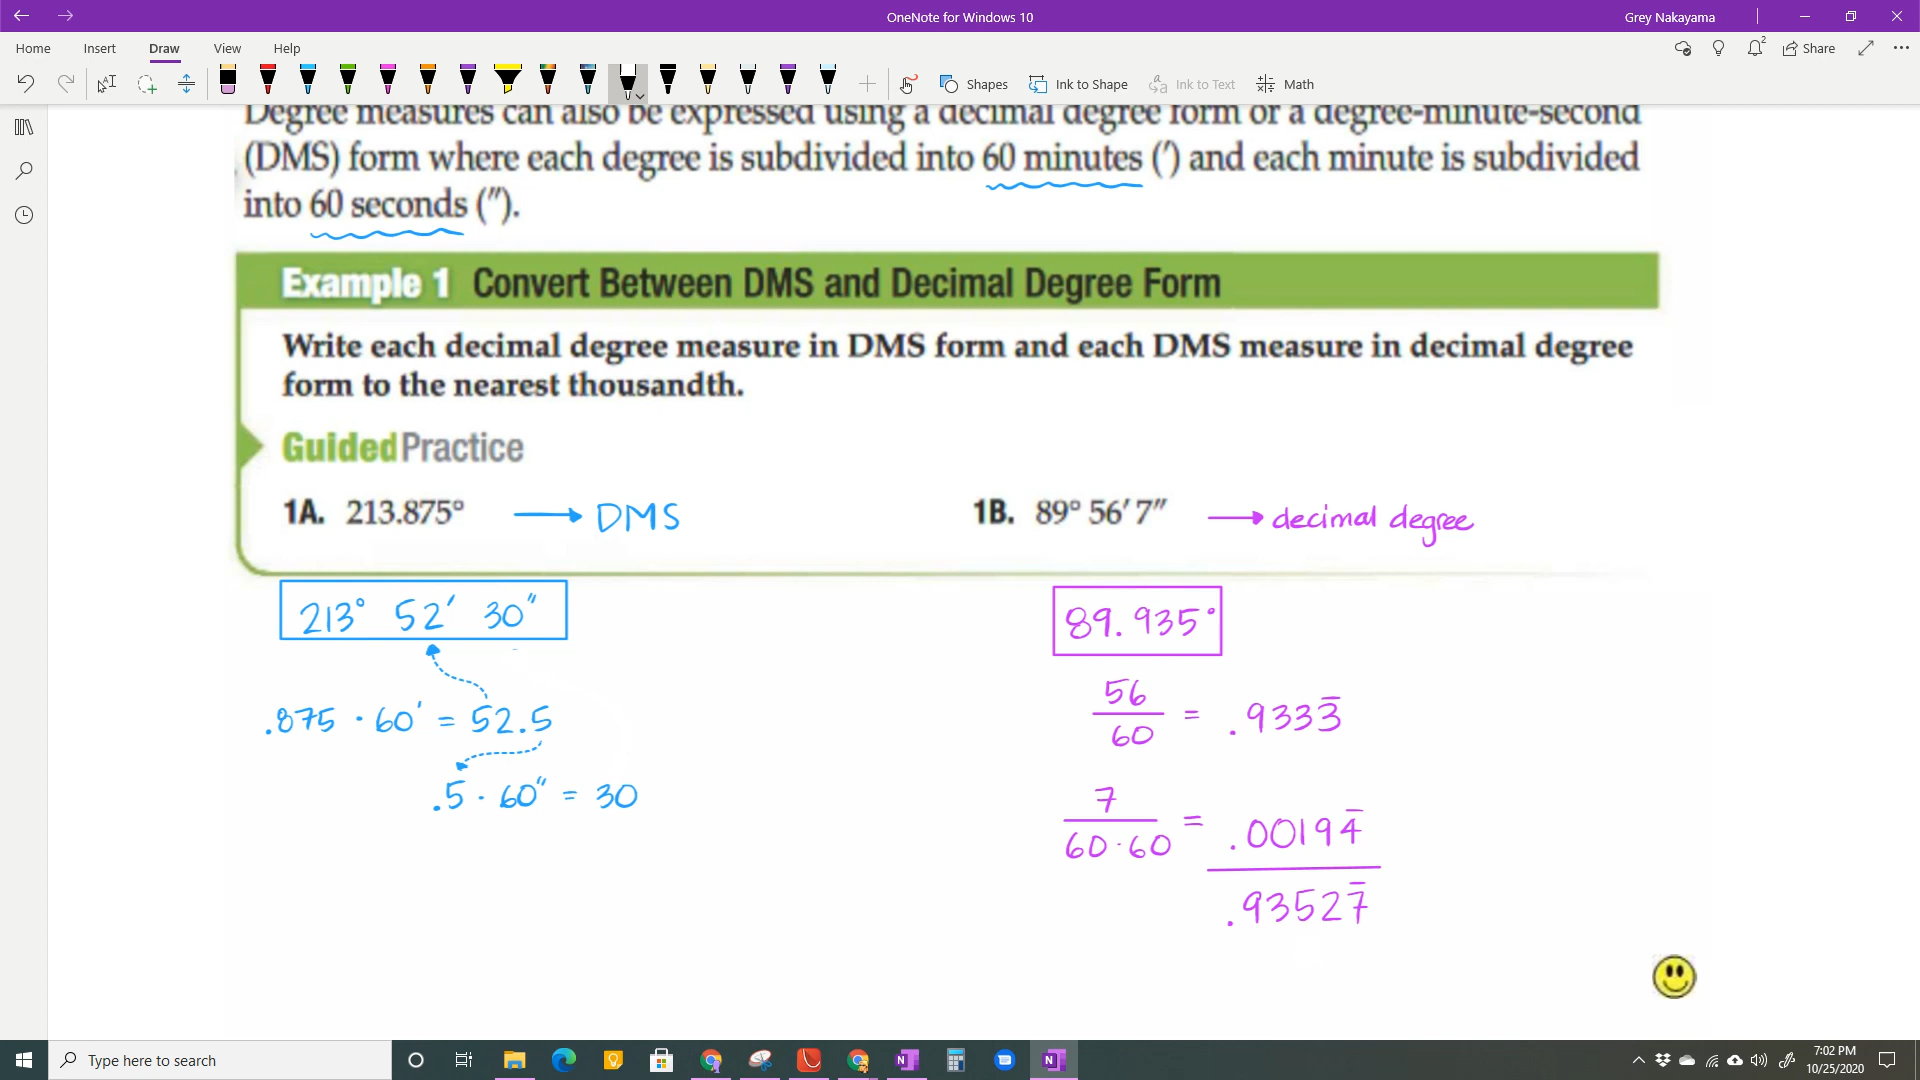 OneNote for Windows 10
Grey Nakayama
Home Insert Draw View Help
2 Share
Shapes Ink to Shape Ink to Text Math
Degree measures can also be expressed using a decimal degree form or a degree-minute-second
(DMS) form where each degree is subdivided into 60 minutes (′) and each minute is subdivided
into 60 seconds (″).
Example 1 Convert Between DMS and Decimal Degree Form
Write each decimal degree measure in DMS form and each DMS measure in decimal degree
form to the nearest thousandth.
GuidedPractice
1A. 213.875° → DMS
1B. 89° 56′ 7″ → decimal degree
213° 52′ 30″
.875 · 60′ = 52.5
.5 · 60″ = 30
89.935°
56/60 = .9333̅
7/(60·60) = .00194̅
.93527̅
Type here to search
7:02 PM
10/25/2020